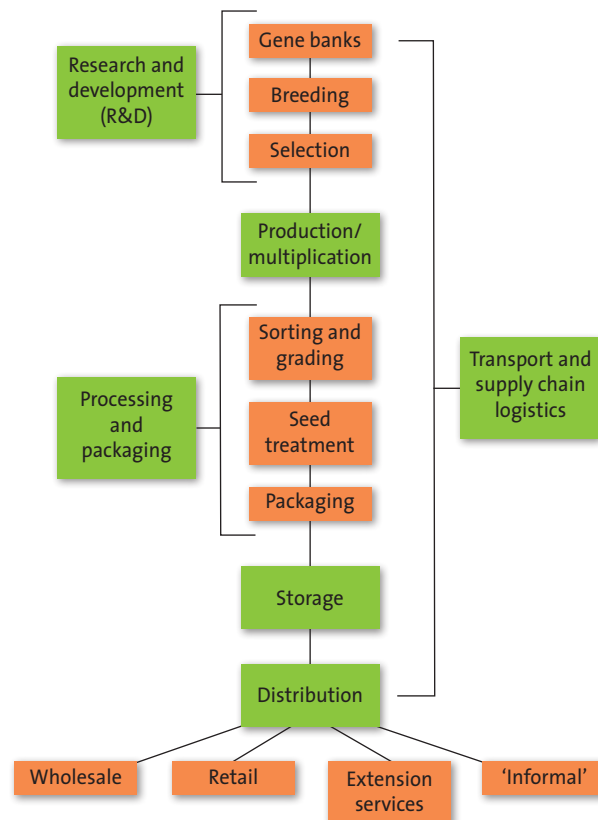 Gene banks
Research and
development
(R&D)
Breeding
Selection
Production/
multiplication
Sorting and
grading
Transport and
supply chain
logistics
Processing
and
packaging
Seed
treatment
Packaging
Storage
Distribution
Wholesale
Retail
Extension
services
'Informal'